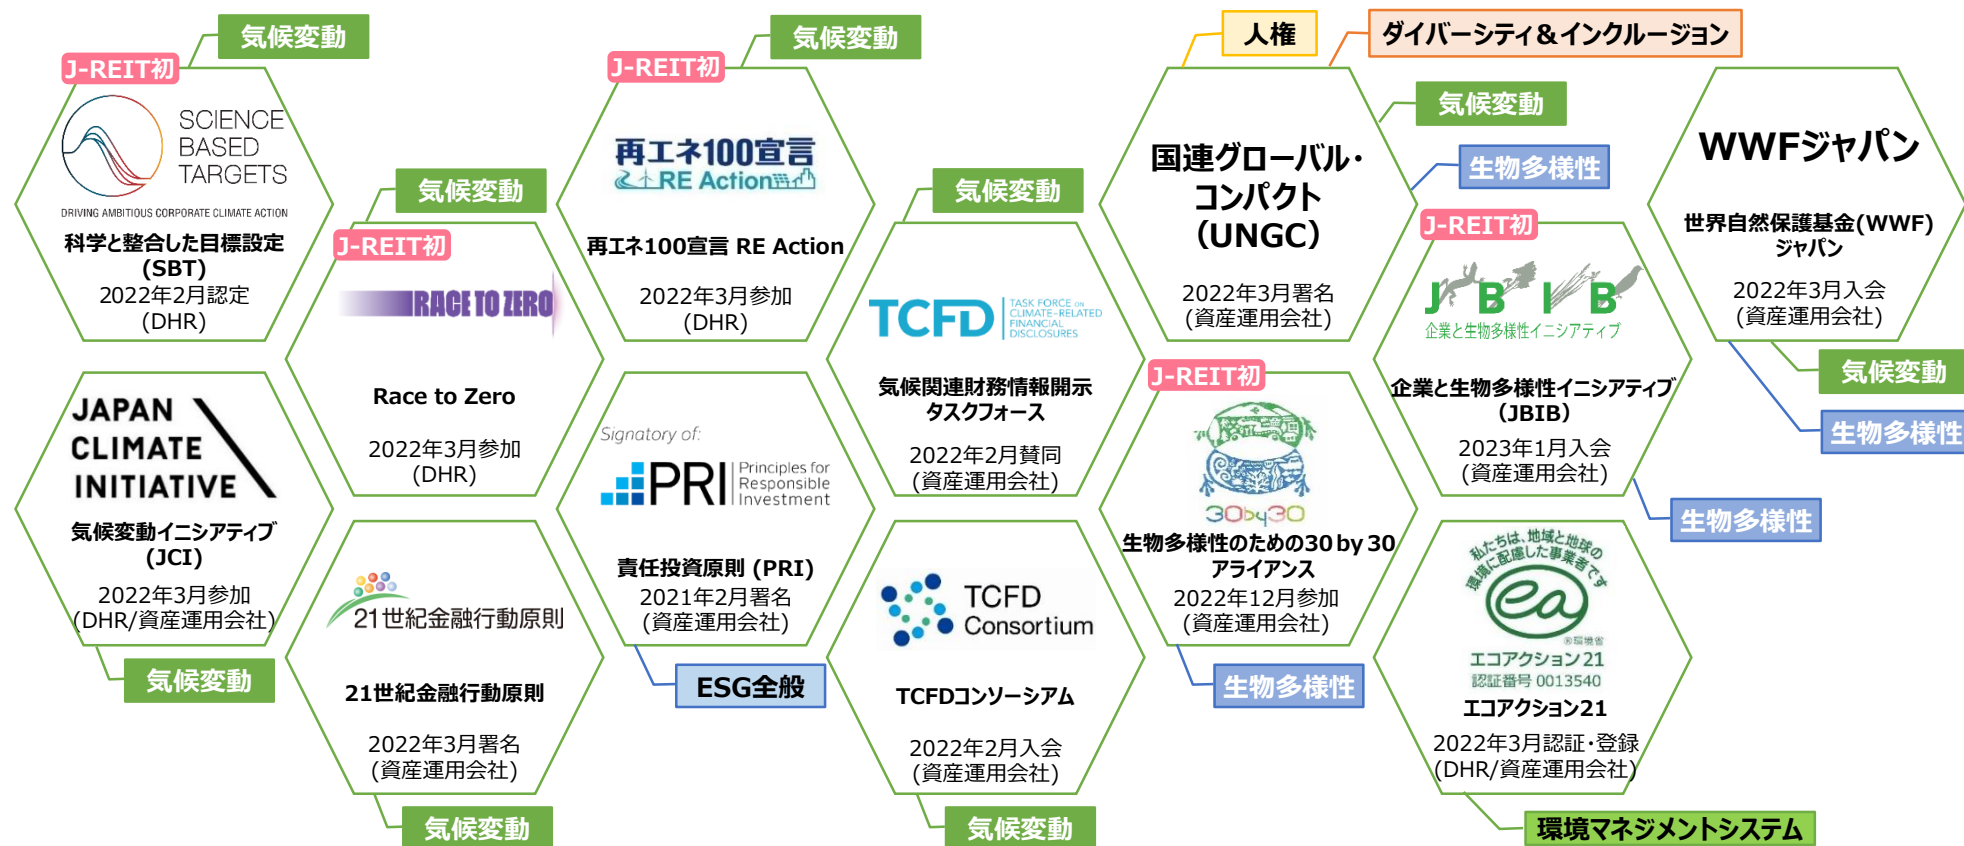 気候変動
J-REIT初
SCIENCE
BASED
TARGETS
DRIVING AMBITIOUS CORPORATE CLIMATE ACTION
科学と整合した目標設定
(SBT)
2022年2月認定
(DHR)
気候変動
J-REIT初
RACE TO ZERO
Race to Zero
2022年3月参加
(DHR)
気候変動
J-REIT初
再エネ100宣言
RE Action
再エネ100宣言 RE Action
2022年3月参加
(DHR)
気候変動
TCFD
TASK FORCE ON
CLIMATE-RELATED
FINANCIAL
DISCLOSURES
気候関連財務情報開示
タスクフォース
2022年2月賛同
(資産運用会社)
人権
ダイバーシティ＆インクルージョン
気候変動
生物多様性
国連グローバル・
コンパクト
（UNGC）
2022年3月署名
(資産運用会社)
J-REIT初
JBIB
企業と生物多様性イニシアティブ
企業と生物多様性イニシアティブ
（JBIB）
2023年1月入会
(資産運用会社)
生物多様性
WWFジャパン
世界自然保護基金(WWF)
ジャパン
2022年3月入会
(資産運用会社)
気候変動
生物多様性
JAPAN
CLIMATE
INITIATIVE
気候変動イニシアティブ
(JCI)
2022年3月参加
(DHR/資産運用会社)
気候変動
21世紀金融行動原則
21世紀金融行動原則
2022年3月署名
(資産運用会社)
気候変動
Signatory of:
PRI
Principles for
Responsible
Investment
責任投資原則 (PRI)
2021年2月署名
(資産運用会社)
ESG全般
TCFD
Consortium
TCFDコンソーシアム
2022年2月入会
(資産運用会社)
気候変動
J-REIT初
30by30
生物多様性のための30 by 30
アライアンス
2022年12月参加
(資産運用会社)
生物多様性
私たちは、地域と地球の
環境に配慮した事業者です
ea
®環境省
エコアクション21
認証番号 0013540
エコアクション21
2022年3月認証・登録
(DHR/資産運用会社)
環境マネジメントシステム